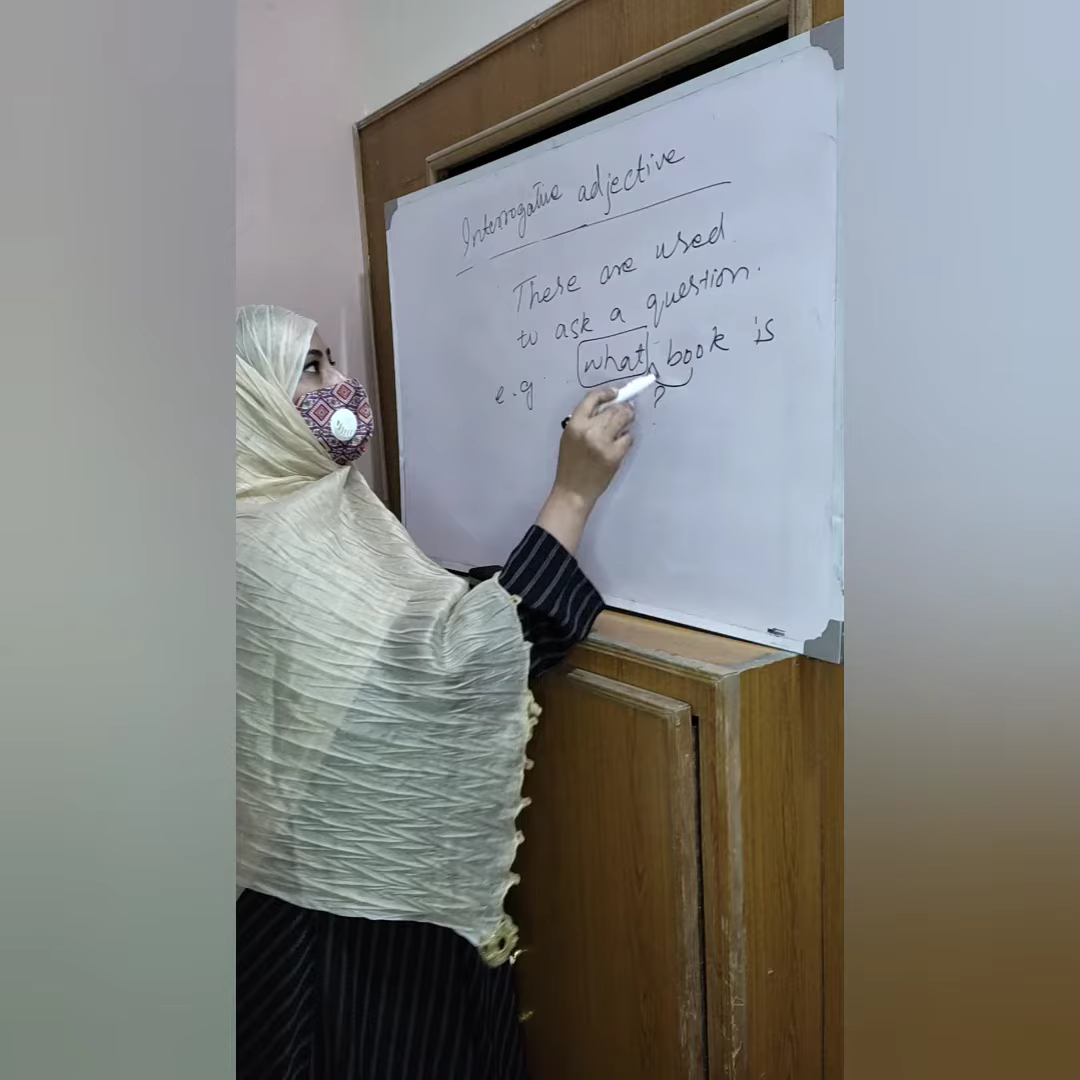 Interrogative adjective
These are used
to ask a question.
e.g. what book is
?